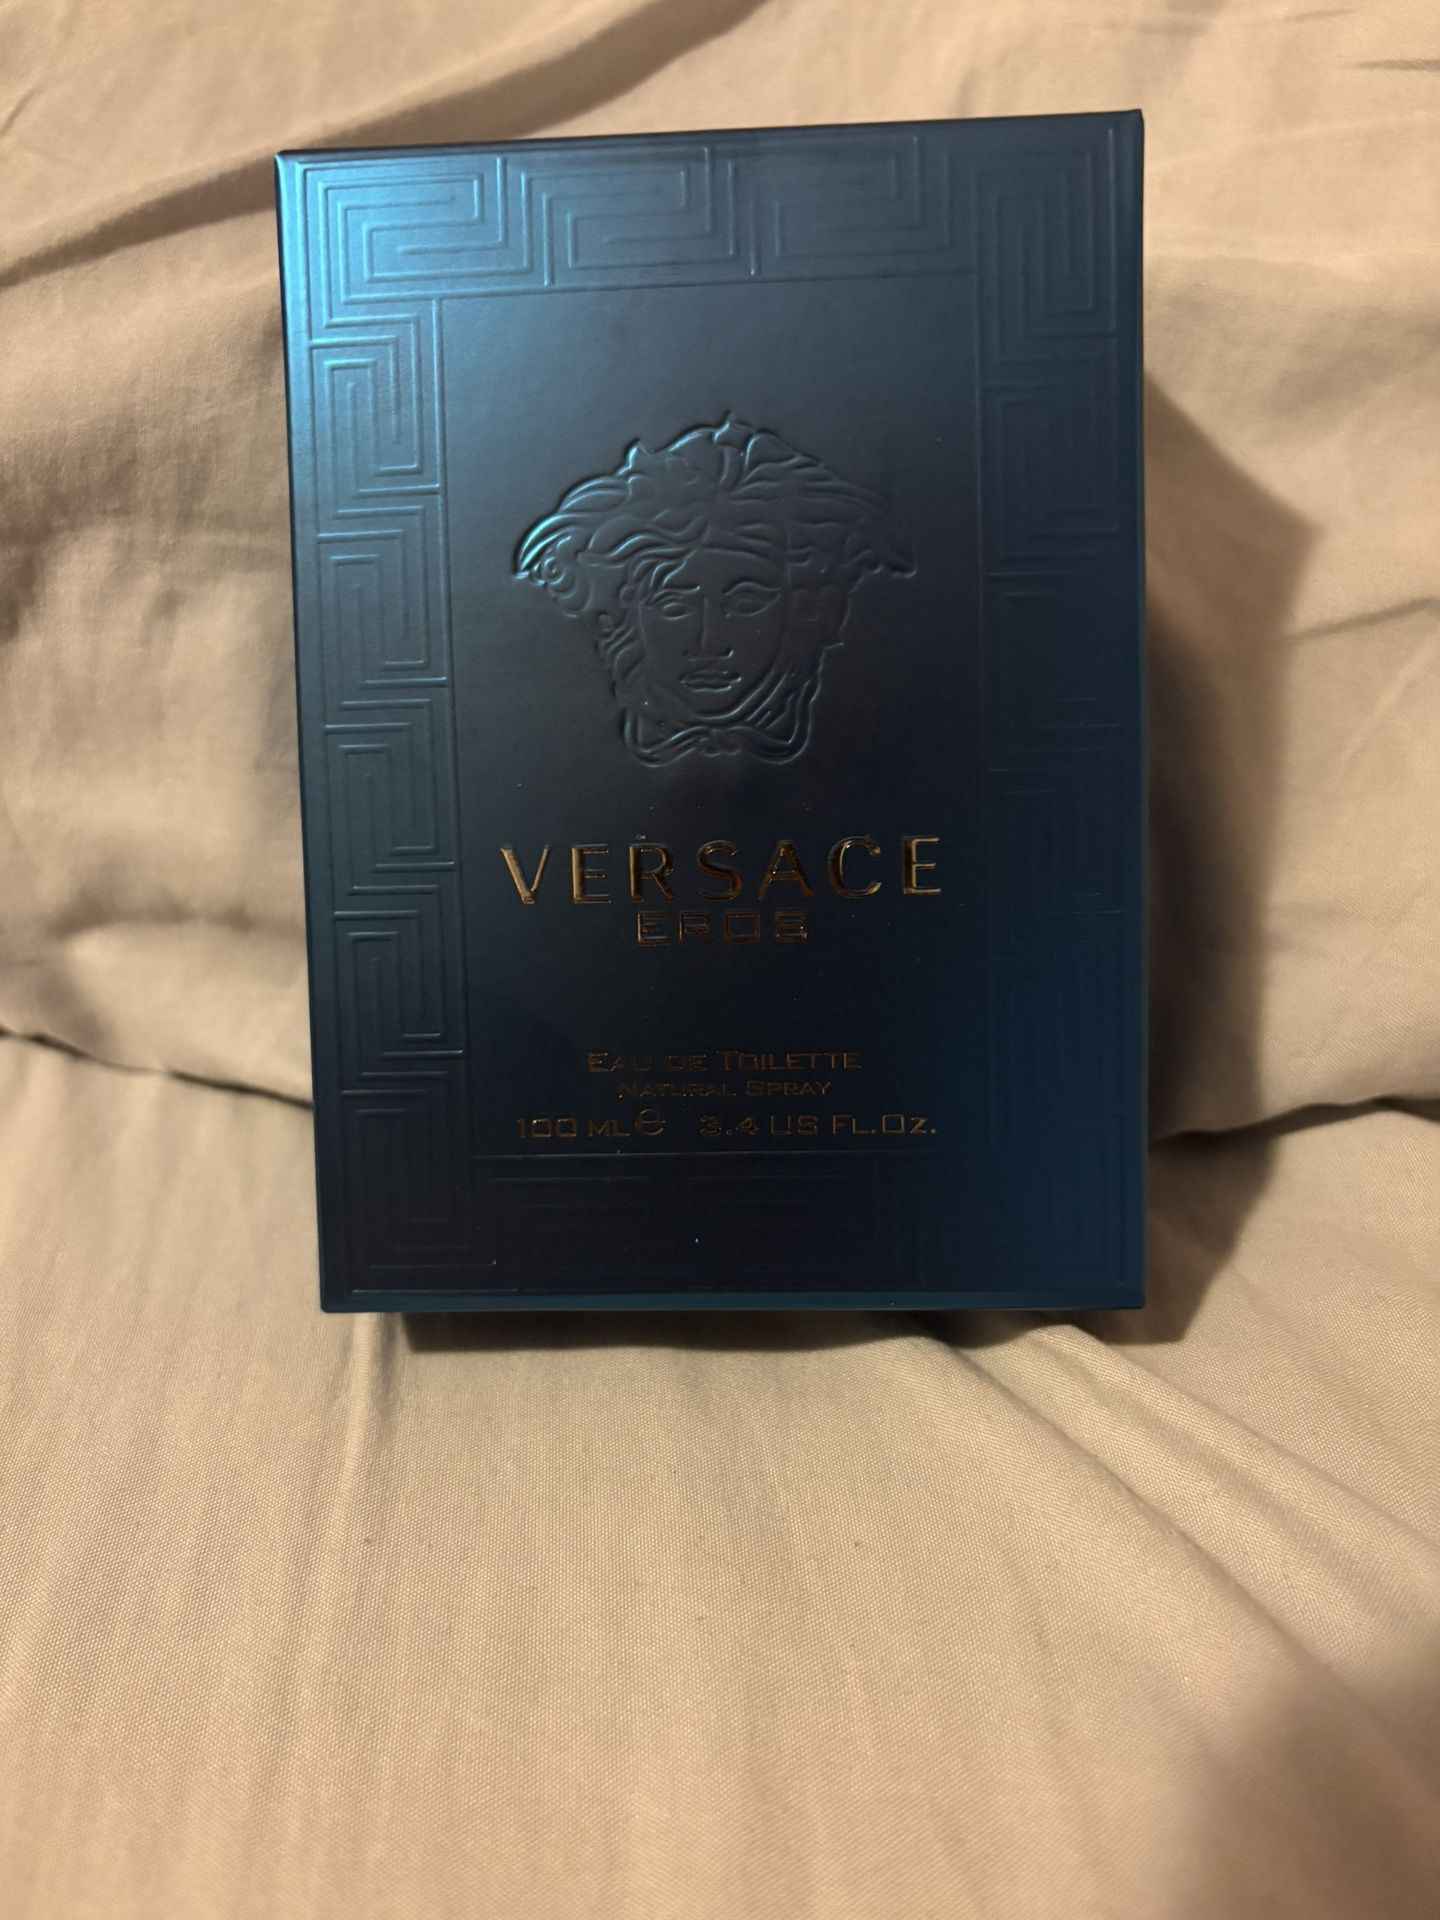 VERSACE
EROS
EAU DE TOILETTE
NATURAL SPRAY
100 ML ℮ 3.4 US FL.OZ.